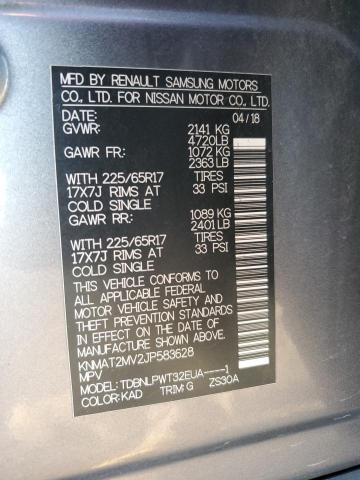 MFD BY RENAULT SAMSUNG MOTORS
CO., LTD. FOR NISSAN MOTOR CO., LTD.
DATE: 04/18
GVWR: 2141 KG
4720LB
GAWR FR: 1072 KG
2363LB
WITH 225/65R17 TIRES
17X7J RIMS AT 33 PSI
COLD SINGLE
GAWR RR: 1089 KG
2401LB
WITH 225/65R17 TIRES
17X7J RIMS AT 33 PSI
COLD SINGLE
THIS VEHICLE CONFORMS TO
ALL APPLICABLE FEDERAL
MOTOR VEHICLE SAFETY AND
THEFT PREVENTION STANDARDS
IN EFFECT ON THE DATE OF
MANUFACTURE SHOWN ABOVE.
KNMAT2MV2JP583628
MPV
MODEL: TDBNLPWT32EUA----1
COLOR:KAD TRIM:G ZS30A